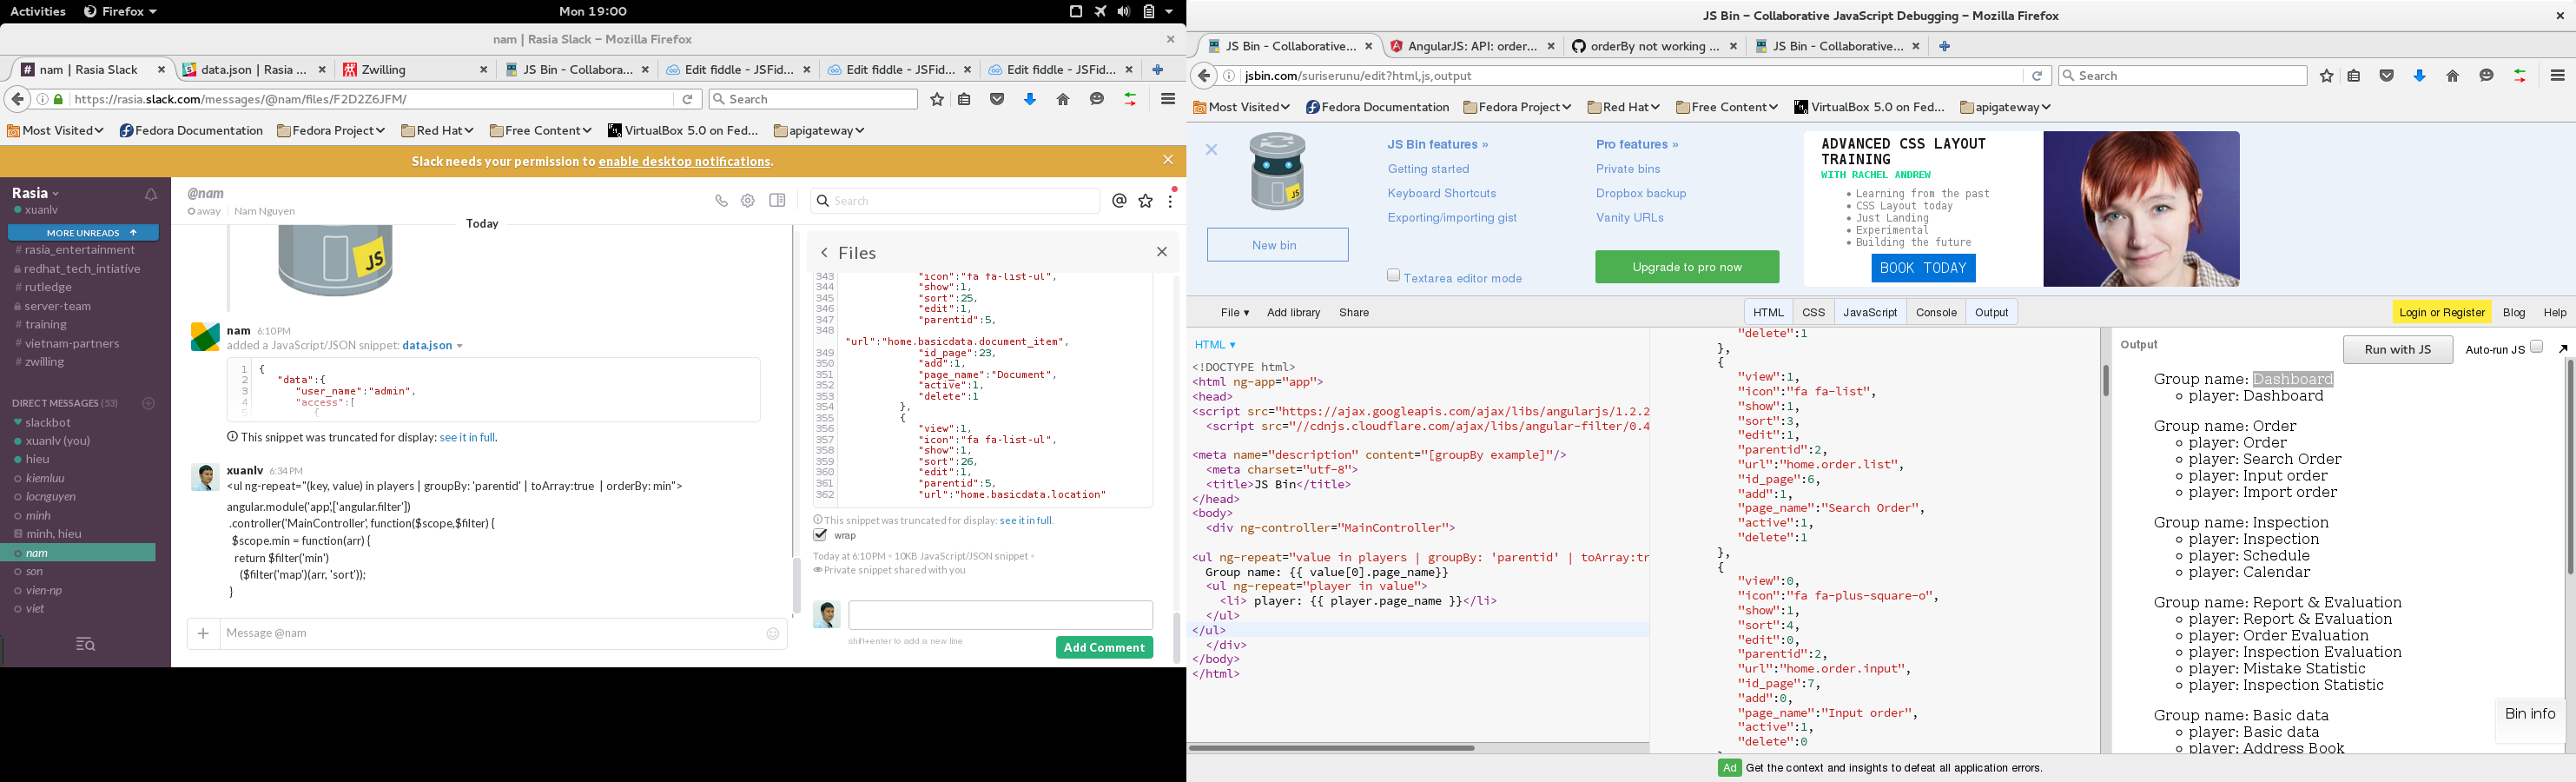 Activities
Firefox
Mon 19:00
nam | Rasia Slack – Mozilla Firefox
nam | Rasia Slack
data.json | Rasia ...
Zwilling
JS Bin - Collabora...
Edit fiddle - JSFid...
Edit fiddle - JSFid...
Edit fiddle - JSFid...
https://rasia.slack.com/messages/@nam/files/F2D2Z6JFM/
Search
Most Visited
Fedora Documentation
Fedora Project
Red Hat
Free Content
VirtualBox 5.0 on Fed...
apigateway
Slack needs your permission to enable desktop notifications.
Rasia
xuanlv
MORE UNREADS
# rasia_entertainment
redhat_tech_intiative
# rutledge
server-team
# training
# vietnam-partners
# zwilling
DIRECT MESSAGES (53)
slackbot
xuanlv (you)
hieu
kiemluu
locnguyen
minh
minh, hieu
nam
son
vien-np
viet
@nam
away
Nam Nguyen
Search
Today
JS
nam 6:10 PM
added a JavaScript/JSON snippet: data.json
1 {
2 "data":{
3 "user_name":"admin",
4 "access":[
5 {
This snippet was truncated for display: see it in full.
xuanlv 6:34 PM
<ul ng-repeat="(key, value) in players | groupBy: 'parentid' | toArray:true | orderBy: min">
angular.module('app',['angular.filter'])
.controller('MainController', function($scope,$filter) {
$scope.min = function(arr) {
return $filter('min')
($filter('map')(arr, 'sort'));
}
Message @nam
Files
343 "icon":"fa fa-list-ul",
344 "show":1,
345 "sort":25,
346 "edit":1,
347 "parentid":5,
348
"url":"home.basicdata.document_item",
349 "id_page":23,
350 "add":1,
351 "page_name":"Document",
352 "active":1,
353 "delete":1
354 },
355 {
356 "view":1,
357 "icon":"fa fa-list-ul",
358 "show":1,
359 "sort":26,
360 "edit":1,
361 "parentid":5,
362 "url":"home.basicdata.location"
This snippet was truncated for display: see it in full.
wrap
Today at 6:10PM • 10KB JavaScript/JSON snippet •
Private snippet shared with you
shift+enter to add a new line
Add Comment
JS Bin – Collaborative JavaScript Debugging – Mozilla Firefox
JS Bin - Collaborative...
AngularJS: API: order...
orderBy not working ...
JS Bin - Collaborative...
jsbin.com/suriserunu/edit?html,js,output
Search
Most Visited
Fedora Documentation
Fedora Project
Red Hat
Free Content
VirtualBox 5.0 on Fed...
apigateway
JS
New bin
JS Bin features »
Getting started
Keyboard Shortcuts
Exporting/importing gist
Textarea editor mode
Pro features »
Private bins
Dropbox backup
Vanity URLs
Upgrade to pro now
ADVANCED CSS LAYOUT
TRAINING
WITH RACHEL ANDREW
• Learning from the past
• CSS Layout today
• Just Landing
• Experimental
• Building the future
BOOK TODAY
File
Add library
Share
HTML
CSS
JavaScript
Console
Output
Login or Register
Blog
Help
HTML
<!DOCTYPE html>
<html ng-app="app">
<head>
<script src="https://ajax.googleapis.com/ajax/libs/angularjs/1.2.2
<script src="//cdnjs.cloudflare.com/ajax/libs/angular-filter/0.4
<meta name="description" content="[groupBy example]"/>
<meta charset="utf-8">
<title>JS Bin</title>
</head>
<body>
<div ng-controller="MainController">
<ul ng-repeat="value in players | groupBy: 'parentid' | toArray:tr
Group name: {{ value[0].page_name}}
<ul ng-repeat="player in value">
<li> player: {{ player.page_name }}</li>
</ul>
</ul>
</div>
</body>
</html>
"delete":1
},
{
"view":1,
"icon":"fa fa-list",
"show":1,
"sort":3,
"edit":1,
"parentid":2,
"url":"home.order.list",
"id_page":6,
"add":1,
"page_name":"Search Order",
"active":1,
"delete":1
},
{
"view":0,
"icon":"fa fa-plus-square-o",
"show":1,
"sort":4,
"edit":0,
"parentid":2,
"url":"home.order.input",
"id_page":7,
"add":0,
"page_name":"Input order",
"active":1,
"delete":0
Output
Run with JS
Auto-run JS
Group name: Dashboard
player: Dashboard
Group name: Order
player: Order
player: Search Order
player: Input order
player: Import order
Group name: Inspection
player: Inspection
player: Schedule
player: Calendar
Group name: Report & Evaluation
player: Report & Evaluation
player: Order Evaluation
player: Inspection Evaluation
player: Mistake Statistic
player: Inspection Statistic
Group name: Basic data
player: Basic data
player: Address Book
Bin info
Ad Get the context and insights to defeat all application errors.